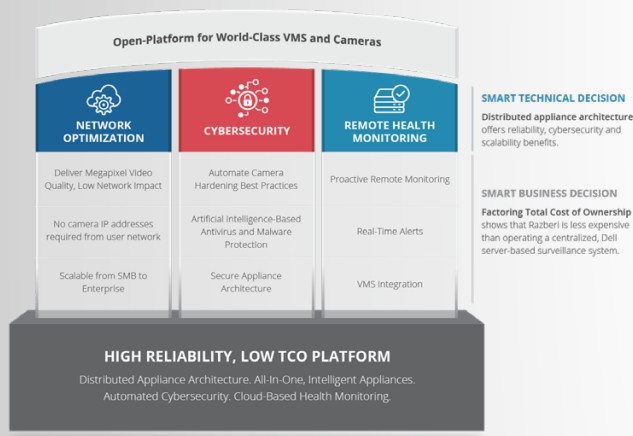 Open-Platform for World-Class VMS and Cameras
NETWORK
OPTIMIZATION
CYBERSECURITY
REMOTE HEALTH
MONITORING
Deliver Megapixel Video
Quality, Low Network Impact
Automate Camera
Hardening Best Practices
Proactive Remote Monitoring
No camera IP addresses
required from user network
Artificial Intelligence-Based
Antivirus and Malware
Protection
Real-Time Alerts
Scalable from SMB to
Enterprise
Secure Appliance
Architecture
VMS Integration
SMART TECHNICAL DECISION
Distributed appliance architecture
offers reliability, cybersecurity and
scalability benefits.
SMART BUSINESS DECISION
Factoring Total Cost of Ownership
shows that Razberi is less expensive
than operating a centralized, Dell
server-based surveillance system.
HIGH RELIABILITY, LOW TCO PLATFORM
Distributed Appliance Architecture. All-In-One, Intelligent Appliances.
Automated Cybersecurity. Cloud-Based Health Monitoring.